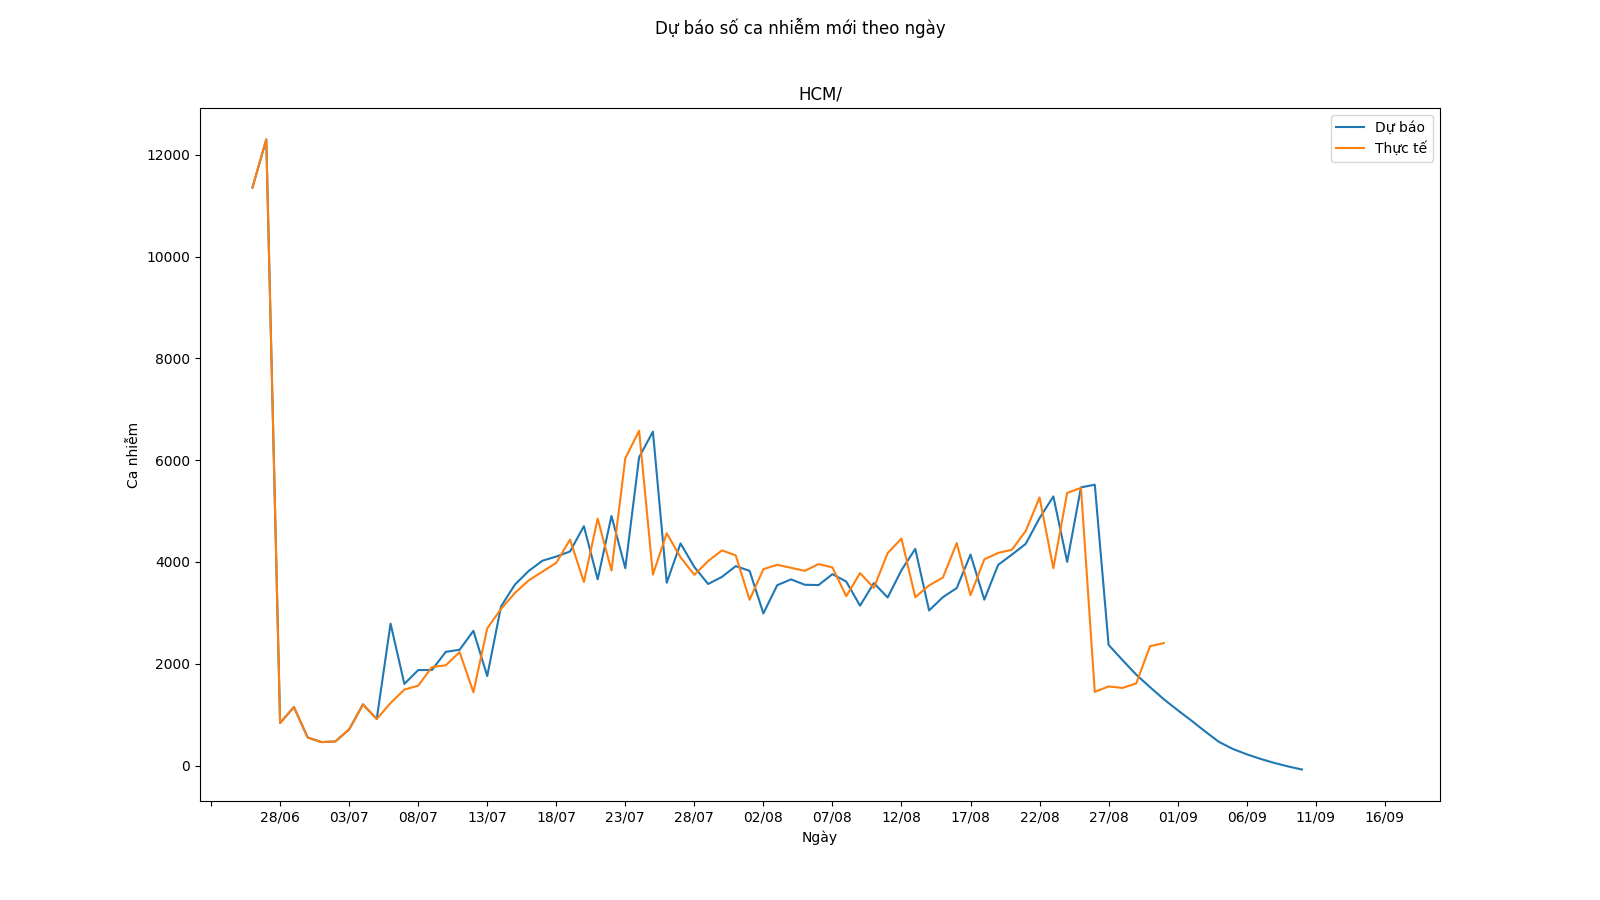 Dự báo số ca nhiễm mới theo ngày
HCM/
Dự báo
Thực tế
12000
10000
8000
6000
4000
2000
0
Ca nhiễm
28/06 03/07 08/07 13/07 18/07 23/07 28/07 02/08 07/08 12/08 17/08 22/08 27/08 01/09 06/09 11/09 16/09
Ngày